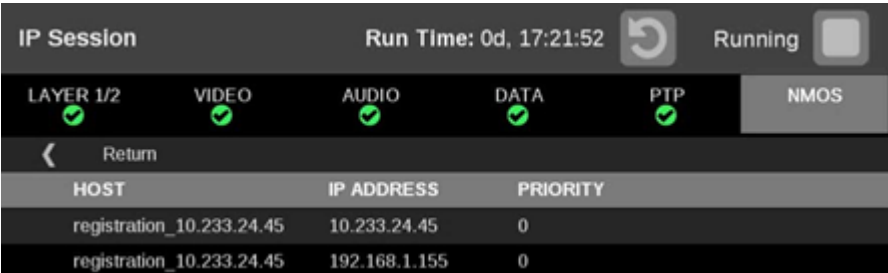 IP Session Run Time: 0d, 17:21:52 Running
LAYER 1/2 VIDEO AUDIO DATA PTP NMOS
Return
HOST IP ADDRESS PRIORITY
registration_10.233.24.45 10.233.24.45 0
registration_10.233.24.45 192.168.1.155 0